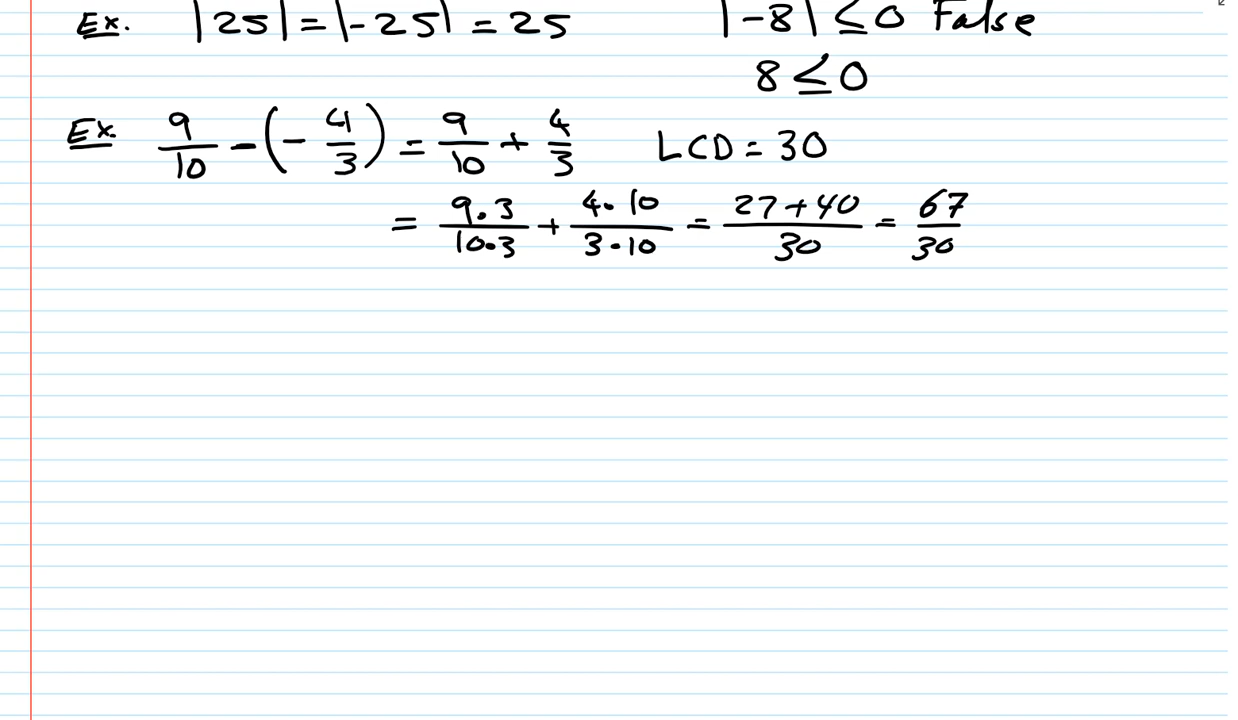 Ex. |25| = |-25| = 25 |-8| ≤ 0 False
8 ≤ 0
Ex. 9/10 - (- 4/3) = 9/10 + 4/3 LCD = 30
= 9·3/10·3 + 4·10/3·10 = 27+40/30 = 67/30